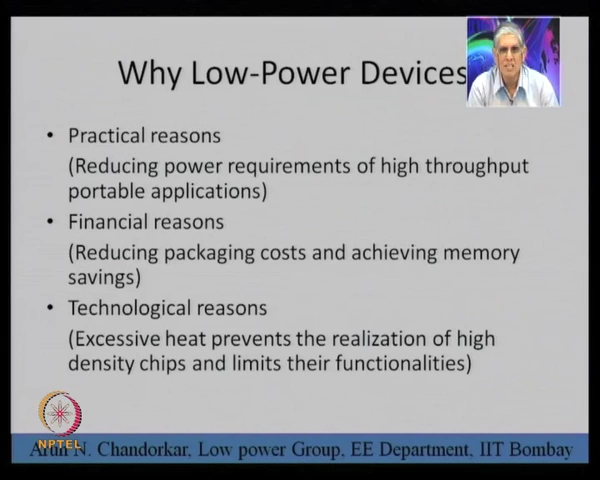 Why Low-Power Devices
• Practical reasons
(Reducing power requirements of high throughput
portable applications)
• Financial reasons
(Reducing packaging costs and achieving memory
savings)
• Technological reasons
(Excessive heat prevents the realization of high
density chips and limits their functionalities)
NPTEL
Arun N. Chandorkar, Low power Group, EE Department, IIT Bombay